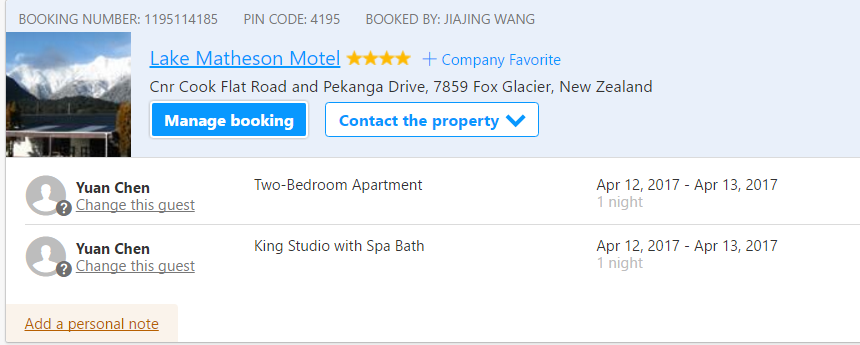 BOOKING NUMBER: 1195114185 PIN CODE: 4195 BOOKED BY: JIAJING WANG
Lake Matheson Motel + Company Favorite
Cnr Cook Flat Road and Pekanga Drive, 7859 Fox Glacier, New Zealand
Manage booking Contact the property
Yuan Chen Two-Bedroom Apartment Apr 12, 2017 - Apr 13, 2017
? Change this guest 1 night
Yuan Chen King Studio with Spa Bath Apr 12, 2017 - Apr 13, 2017
? Change this guest 1 night
Add a personal note